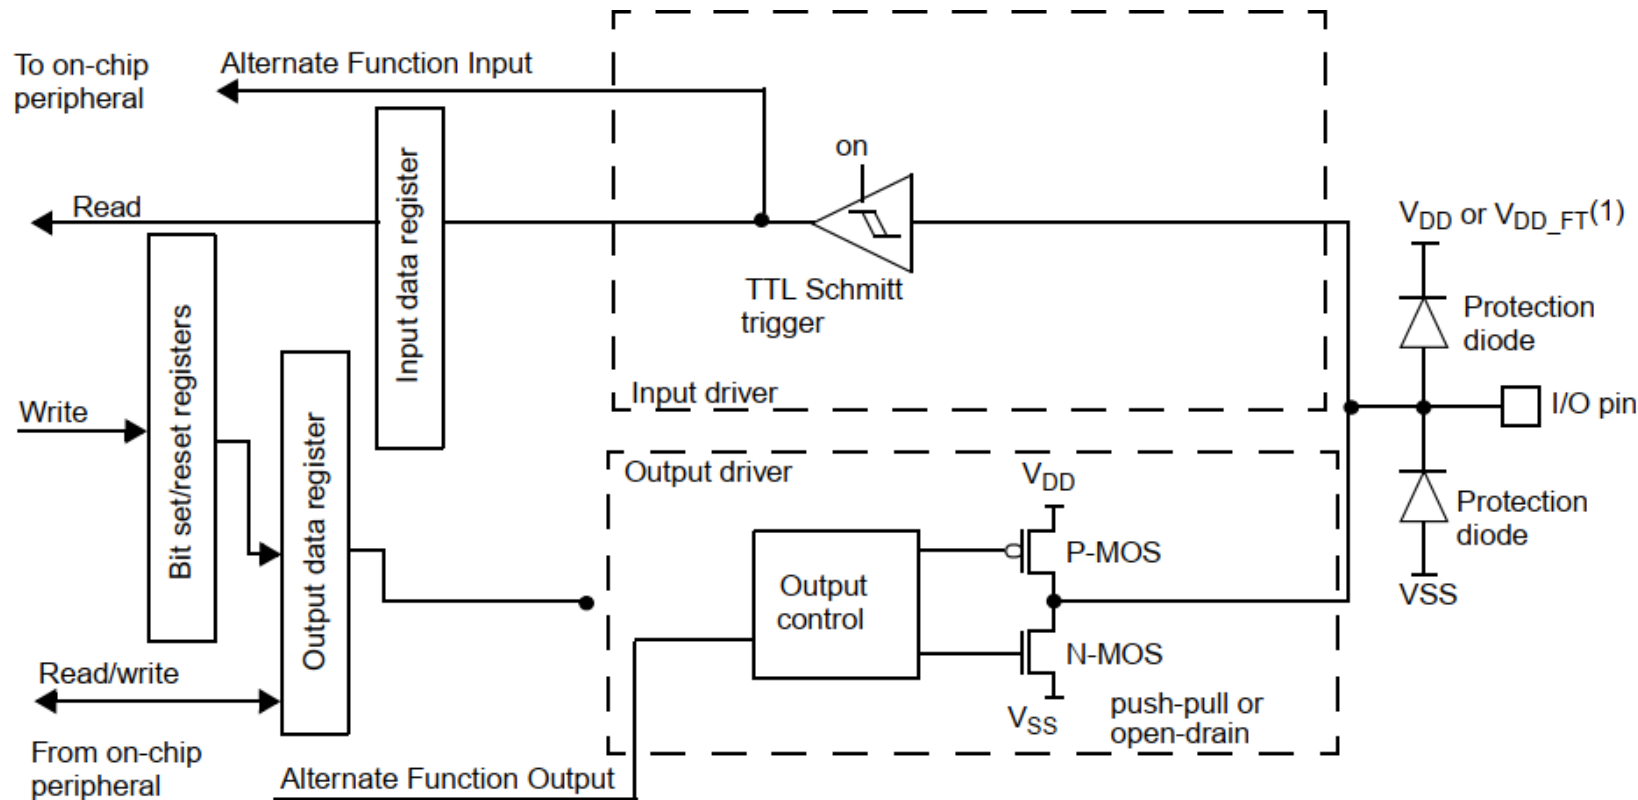 To on-chip
peripheral
Alternate Function Input
on
Read
Input data register
TTL Schmitt
trigger
VDD or VDD_FT(1)
Protection
diode
Input driver
I/O pin
Write
Bit set/reset registers
Output data register
Output driver
VDD
P-MOS
Output
control
N-MOS
VSS
push-pull or
open-drain
Protection
diode
VSS
Read/write
From on-chip
peripheral
Alternate Function Output